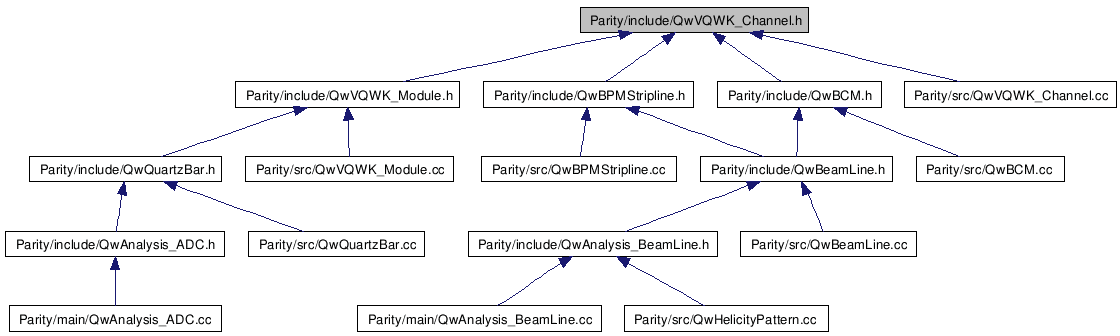 Parity/include/QwVQWK_Channel.h
Parity/include/QwVQWK_Module.h
Parity/include/QwBPMStripline.h
Parity/include/QwBCM.h
Parity/src/QwVQWK_Channel.cc
Parity/include/QwQuartzBar.h
Parity/src/QwVQWK_Module.cc
Parity/src/QwBPMStripline.cc
Parity/include/QwBeamLine.h
Parity/src/QwBCM.cc
Parity/include/QwAnalysis_ADC.h
Parity/src/QwQuartzBar.cc
Parity/include/QwAnalysis_BeamLine.h
Parity/src/QwBeamLine.cc
Parity/main/QwAnalysis_ADC.cc
Parity/main/QwAnalysis_BeamLine.cc
Parity/src/QwHelicityPattern.cc